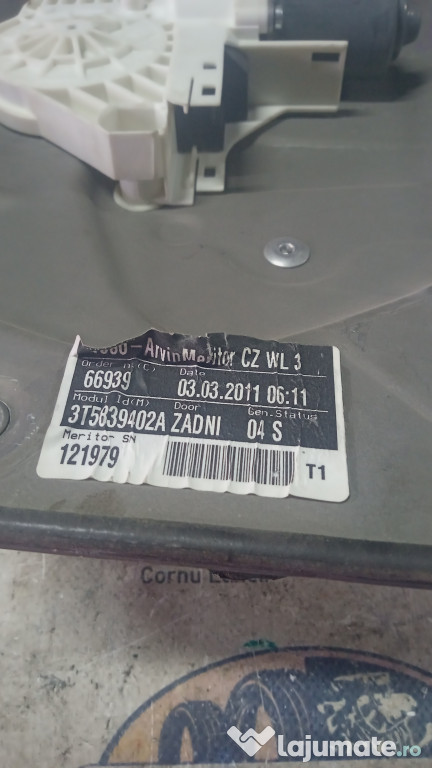 ArvinMeritor CZ WL 3
Order n.(C) Date
66939 03.03.2011 06:11
Modul Id(M) Door Gen.Status
3T5839402A ZADNI 04 S
Meritor SN
121979 T1
Cornu
lajumate.ro